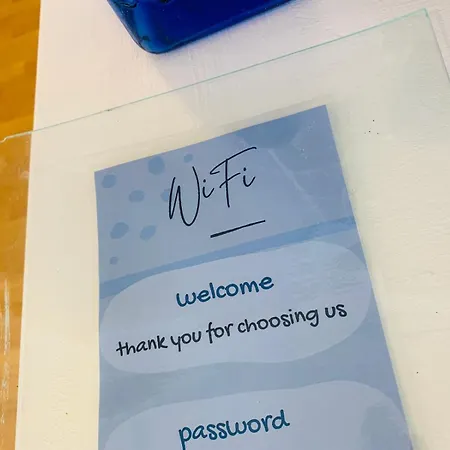 WiFi
welcome
thank you for choosing us
password